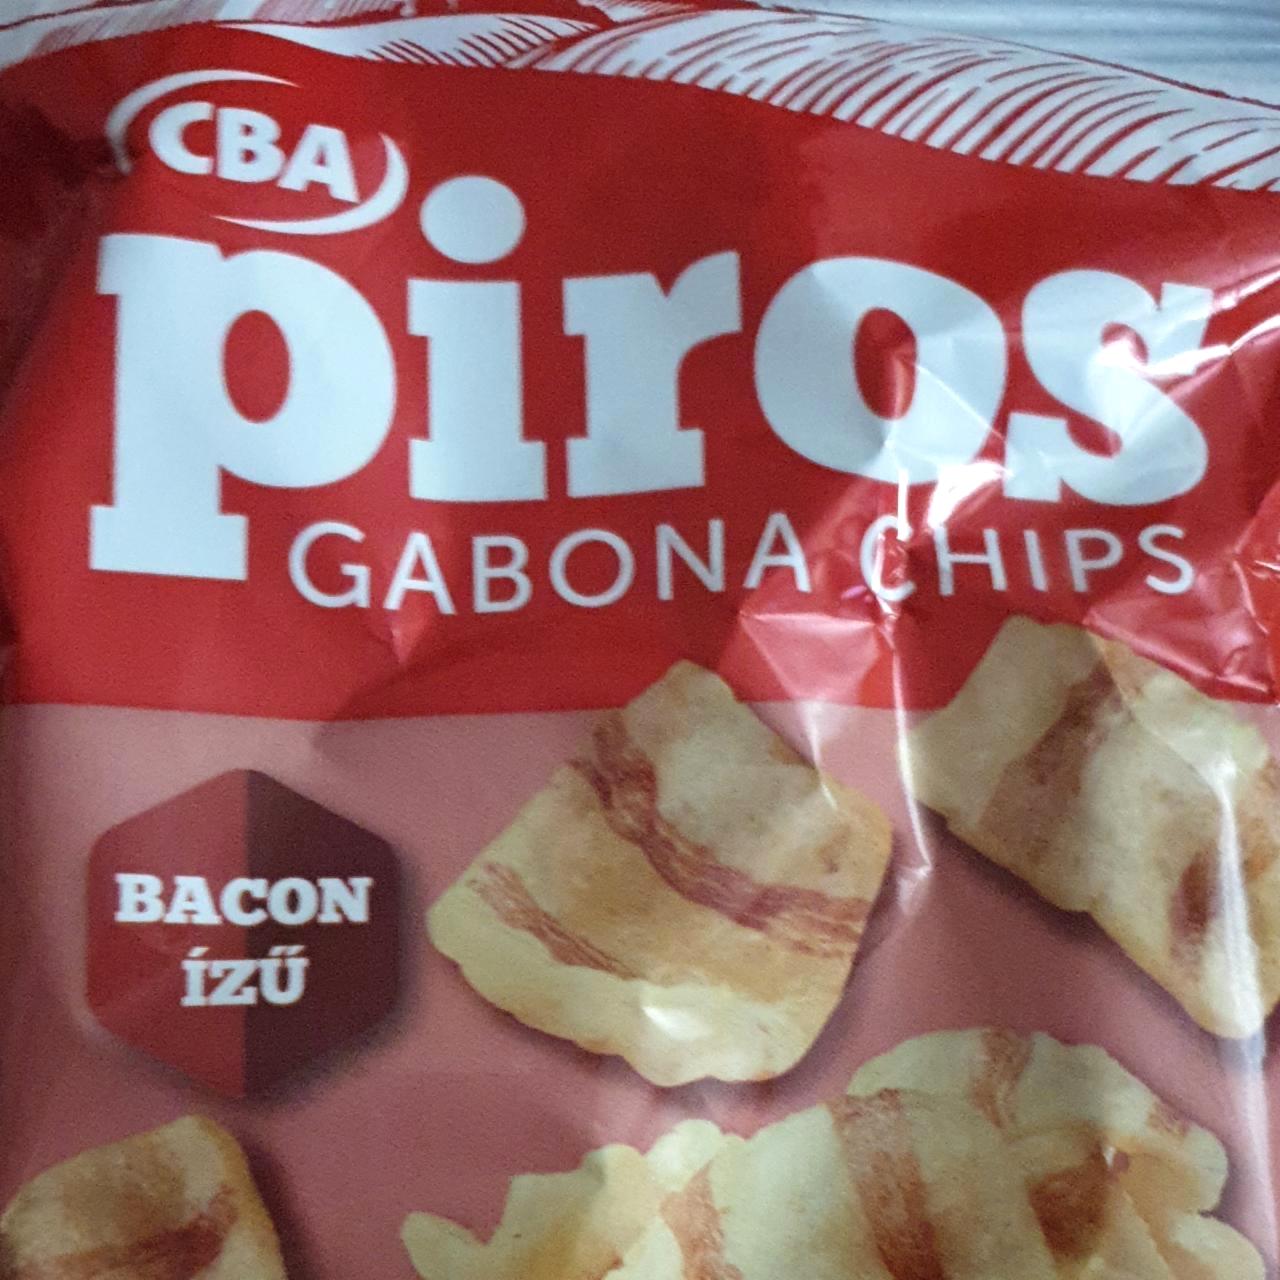 CBA
piros
GABONA CHIPS
BACON
ÍZŰ